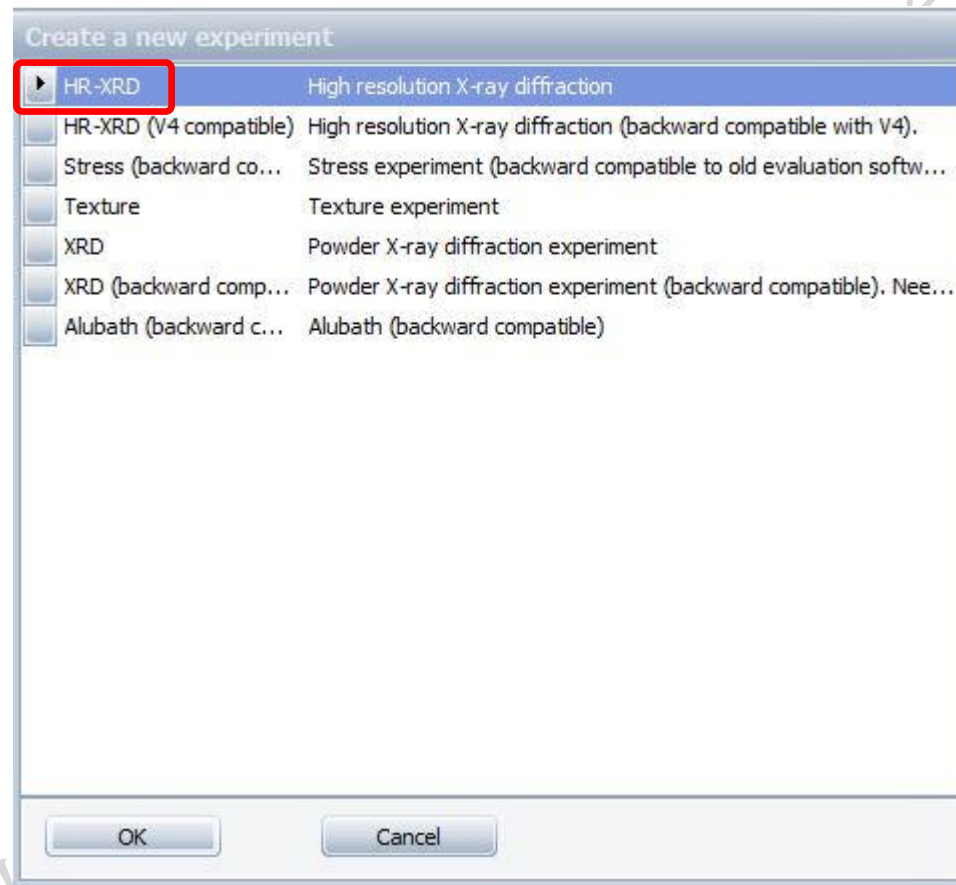 Create a new experiment
HR-XRD High resolution X-ray diffraction
HR-XRD (V4 compatible) High resolution X-ray diffraction (backward compatible with V4).
Stress (backward co... Stress experiment (backward compatible to old evaluation softw...
Texture Texture experiment
XRD Powder X-ray diffraction experiment
XRD (backward comp... Powder X-ray diffraction experiment (backward compatible). Nee...
Alubath (backward c... Alubath (backward compatible)
OK Cancel